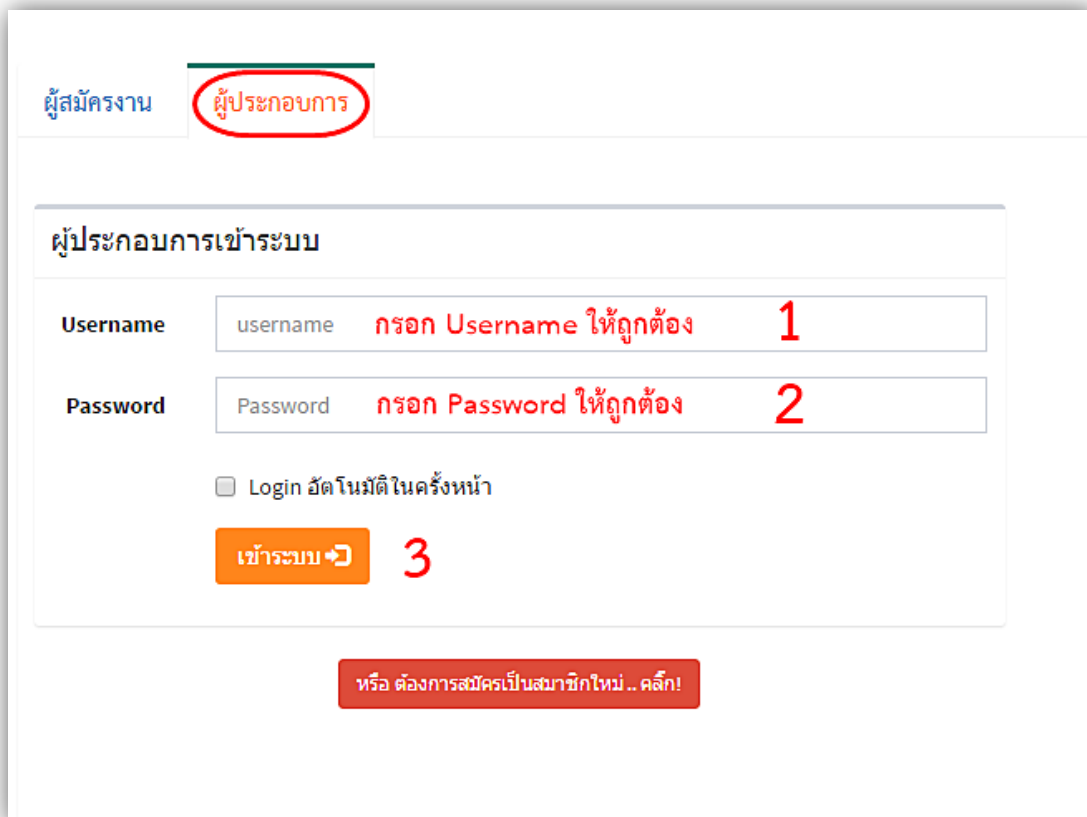 ผู้สมัครงาน ผู้ประกอบการ
ผู้ประกอบการเข้าระบบ
Username username กรอก Username ให้ถูกต้อง 1
Password Password กรอก Password ให้ถูกต้อง 2
Login อัตโนมัติในครั้งหน้า
เข้าระบบ 3
หรือ ต้องการสมัครเป็นสมาชิกใหม่ .. คลิ๊ก!